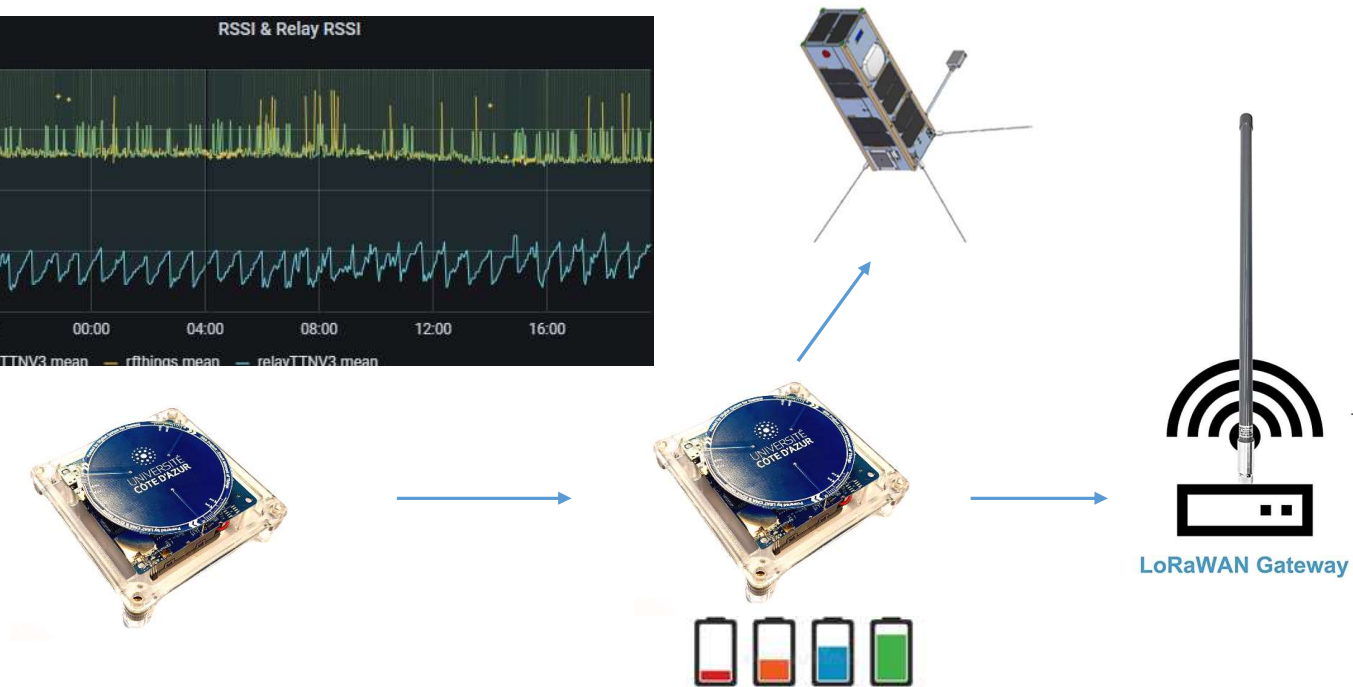 RSSI & Relay RSSI
00:00 04:00 08:00 12:00 16:00
TTNV3 mean rfthings mean relayTTNV3 mean
UNIVERSITÉ
CÔTE D'AZUR
UNIVERSITÉ
CÔTE D'AZUR
LoRaWAN Gateway